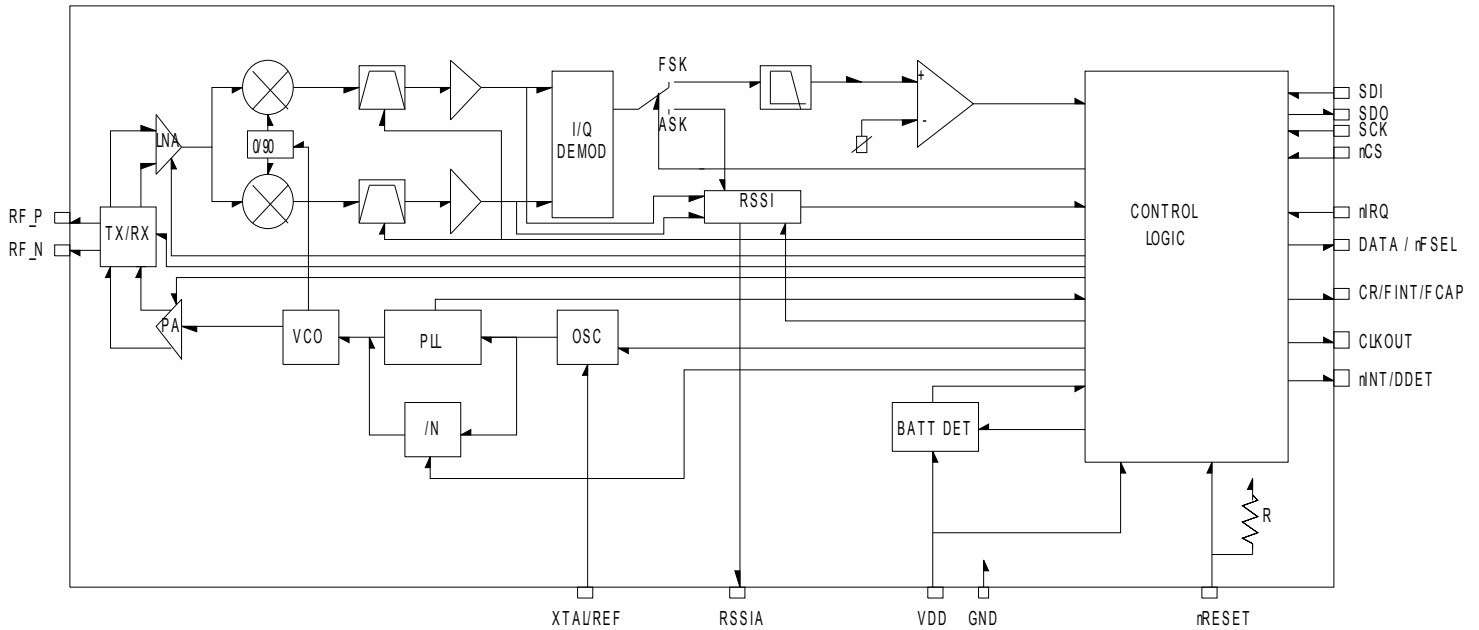 FSK
SDI
SDO
LNA
I/Q
DEMOD
ASK
+
-
SCK
0/90
nCS
RSSI
CONTROL
LOGIC
RF_P
nIRQ
TX/RX
RF_N
DATA / nFSEL
CR/FINT/FCAP
PA
VCO
PLL
OSC
CLKOUT
nINT/DDET
/N
BATT DET
R
XTAL/REF
RSSIA
VDD
GND
nRESET